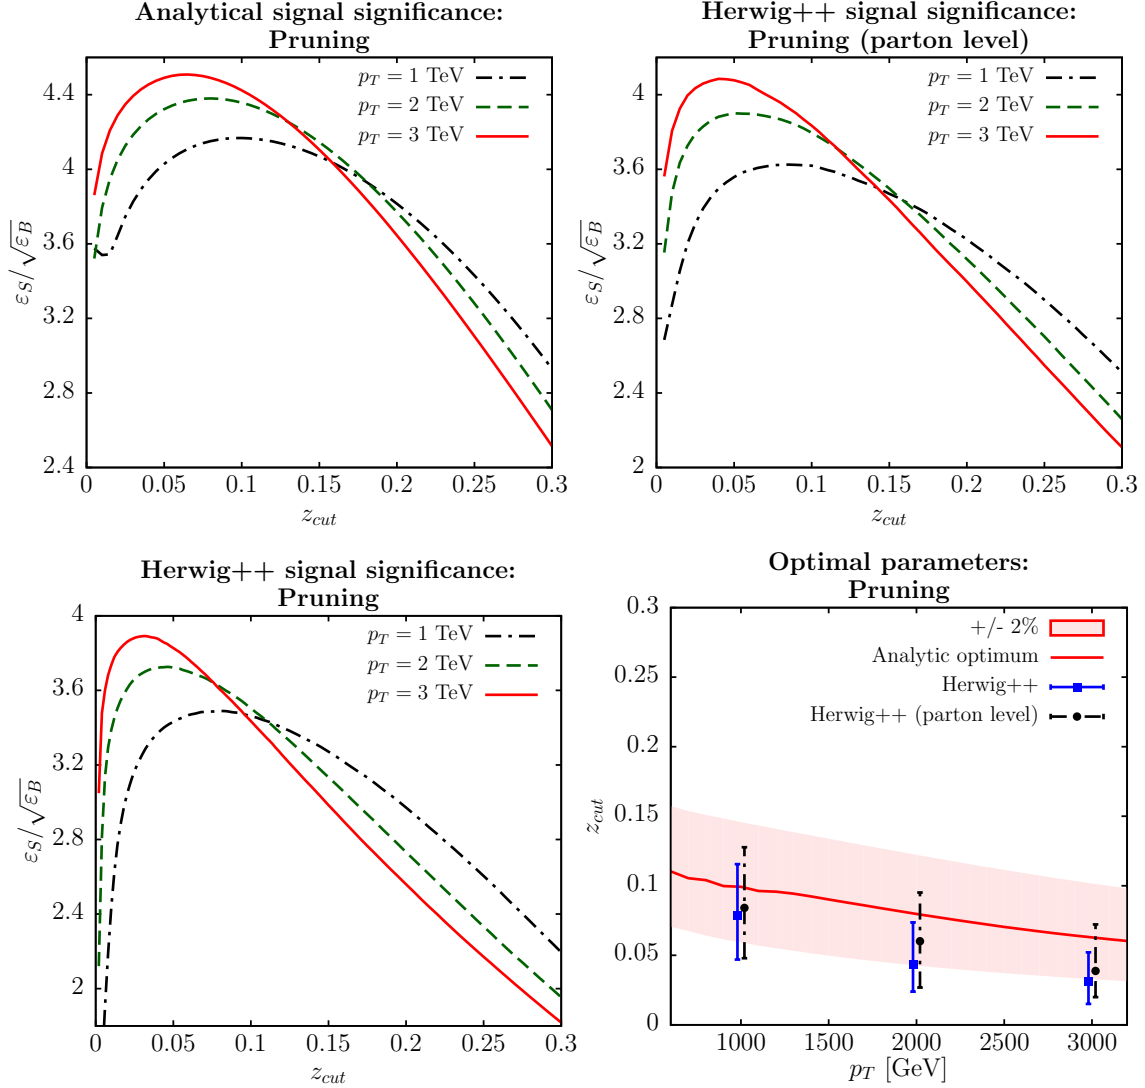 Analytical signal significance:
Pruning
4.4
4
3.6
3.2
2.8
2.4
0
0.05
0.1
0.15
0.2
0.25
0.3
ε_S/√ε_B
z_cut
p_T = 1 TeV
p_T = 2 TeV
p_T = 3 TeV
Herwig++ signal significance:
Pruning (parton level)
4
3.6
3.2
2.8
2.4
2
0
0.05
0.1
0.15
0.2
0.25
0.3
ε_S/√ε_B
z_cut
p_T = 1 TeV
p_T = 2 TeV
p_T = 3 TeV
Herwig++ signal significance:
Pruning
4
3.6
3.2
2.8
2.4
2
0
0.05
0.1
0.15
0.2
0.25
0.3
ε_S/√ε_B
z_cut
p_T = 1 TeV
p_T = 2 TeV
p_T = 3 TeV
Optimal parameters:
Pruning
0.3
0.25
0.2
0.15
0.1
0.05
0
1000
1500
2000
2500
3000
z_cut
p_T [GeV]
+/- 2%
Analytic optimum
Herwig++
Herwig++ (parton level)